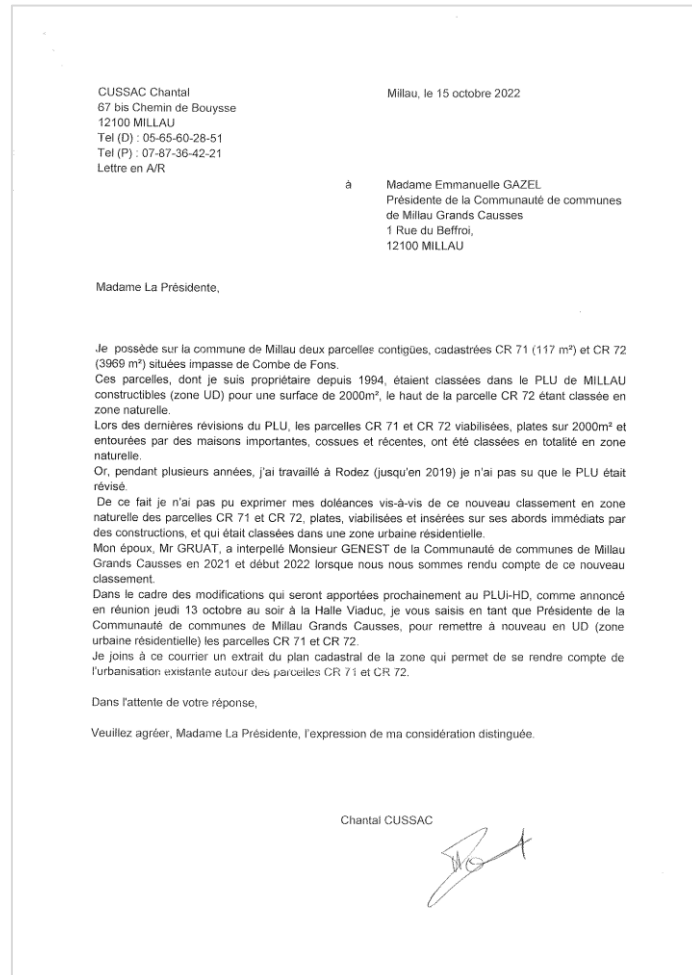 CUSSAC Chantal
67 bis Chemin de Bouysse
12100 MILLAU
Tel (D) : 05-65-60-28-51
Tel (P) : 07-87-36-42-21
Lettre en A/R
Millau, le 15 octobre 2022
à Madame Emmanuelle GAZEL
Présidente de la Communauté de communes
de Millau Grands Causses
1 Rue du Beffroi,
12100 MILLAU
Madame La Présidente,
Je possède sur la commune de Millau deux parcelles contigües, cadastrées CR 71 (117 m²) et CR 72
(3969 m²) situées impasse de Combe de Fons.
Ces parcelles, dont je suis propriétaire depuis 1994, étaient classées dans le PLU de MILLAU
constructibles (zone UD) pour une surface de 2000m², le haut de la parcelle CR 72 étant classée en
zone naturelle.
Lors des dernières révisions du PLU, les parcelles CR 71 et CR 72 viabilisées, plates sur 2000m² et
entourées par des maisons importantes, cossues et récentes, ont été classées en totalité en zone
naturelle.
Or, pendant plusieurs années, j'ai travaillé à Rodez (jusqu'en 2019) je n'ai pas su que le PLU était
révisé.
De ce fait je n'ai pas pu exprimer mes doléances vis-à-vis de ce nouveau classement en zone
naturelle des parcelles CR 71 et CR 72, plates, viabilisées et insérées sur ses abords immédiats par
des constructions, et qui était classées dans une zone urbaine résidentielle.
Mon époux, Mr GRUAT, a interpellé Monsieur GENEST de la Communauté de communes de Millau
Grands Causses en 2021 et début 2022 lorsque nous nous sommes rendu compte de ce nouveau
classement.
Dans le cadre des modifications qui seront apportées prochainement au PLUi-HD, comme annoncé
en réunion jeudi 13 octobre au soir à la Halle Viaduc, je vous saisis en tant que Présidente de la
Communauté de communes de Millau Grands Causses, pour remettre à nouveau en UD (zone
urbaine résidentielle) les parcelles CR 71 et CR 72.
Je joins à ce courrier un extrait du plan cadastral de la zone qui permet de se rendre compte de
l'urbanisation existante autour des parcelles CR 71 et CR 72.
Dans l'attente de votre réponse,
Veuillez agréer, Madame La Présidente, l'expression de ma considération distinguée.
Chantal CUSSAC